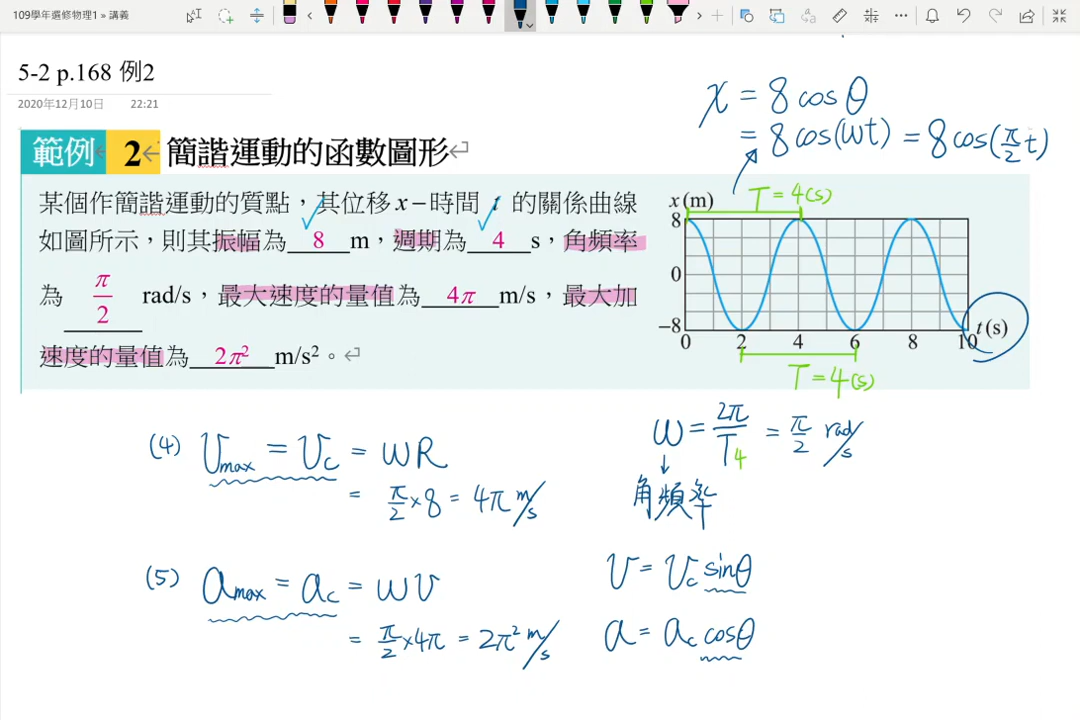 109學年選修物理1 » 講義
5-2 p.168 例2
2020年12月10日 22:21
範例 2 簡諧運動的函數圖形
某個作簡諧運動的質點，其位移 x－時間 t 的關係曲線
如圖所示，則其振幅為 8 m，週期為 4 s，角頻率
為 π/2 rad/s，最大速度的量值為 4π m/s，最大加
速度的量值為 2π² m/s²。
x = 8 cosθ
= 8 cos(ωt) = 8 cos(π/2 t)
x(m)
T = 4(s)
8
0
-8
0 2 4 6 8 10 t(s)
T = 4(s)
(4) Vmax = Vc = ωR
= π/2 × 8 = 4π m/s
ω = 2π/T 4 = π/2 rad/s
角頻率
(5) amax = ac = ωV
= π/2 × 4π = 2π² m/s
V = Vc sinθ
a = ac cosθ